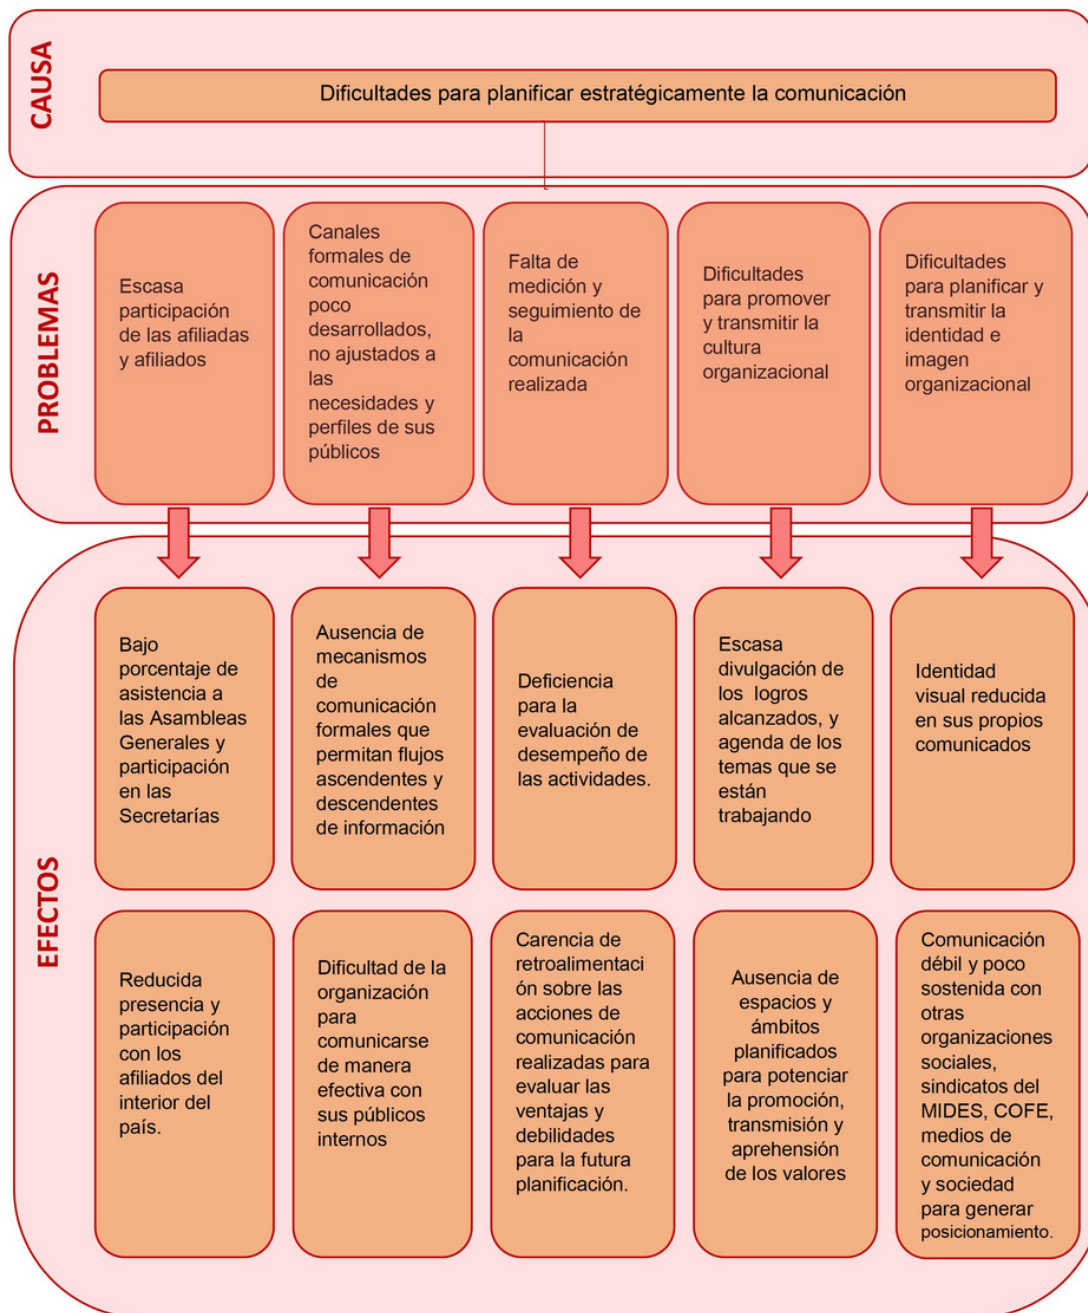 CAUSA
Dificultades para planificar estratégicamente la comunicación
PROBLEMAS
Escasa
participación
de las afiliadas
y afiliados
Canales
formales de
comunicación
poco
desarrollados,
no ajustados a
las
necesidades y
perfiles de sus
públicos
Falta de
medición y
seguimiento de
la
comunicación
realizada
Dificultades
para promover
y transmitir la
cultura
organizacional
Dificultades
para planificar y
transmitir la
identidad e
imagen
organizacional
EFECTOS
Bajo
porcentaje de
asistencia a
las Asambleas
Generales y
participación
en las
Secretarías
Ausencia de
mecanismos
de
comunicación
formales que
permitan flujos
ascendentes y
descendentes
de información
Deficiencia
para la
evaluación de
desempeño de
las actividades.
Escasa
divulgación de
los logros
alcanzados, y
agenda de los
temas que se
están
trabajando
Identidad
visual reducida
en sus propios
comunicados
Reducida
presencia y
participación
con los
afiliados del
interior del
país.
Dificultad de la
organización
para
comunicarse
de manera
efectiva con
sus públicos
internos
Carencia de
retroalimentaci
ón sobre las
acciones de
comunicación
realizadas para
evaluar las
ventajas y
debilidades
para la futura
planificación.
Ausencia de
espacios y
ámbitos
planificados
para potenciar
la promoción,
transmisión y
aprehensión
de los valores
Comunicación
débil y poco
sostenida con
otras
organizaciones
sociales,
sindicatos del
MIDES, COFE,
medios de
comunicación
y sociedad
para generar
posicionamiento.